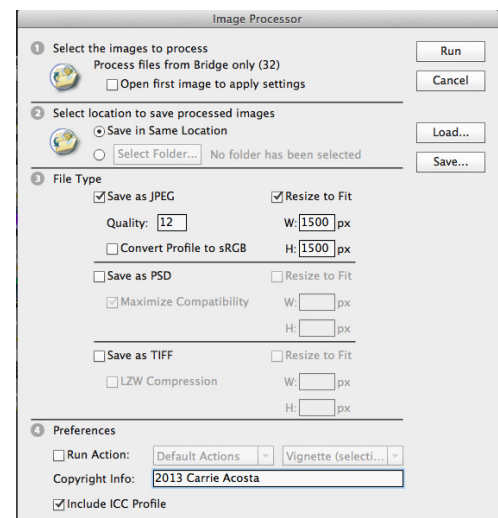 Image Processor
1 Select the images to process
Process files from Bridge only (32)
Open first image to apply settings
Run
Cancel
2 Select location to save processed images
Save in Same Location
Select Folder... No folder has been selected
Load...
Save...
3 File Type
Save as JPEG Resize to Fit
Quality: 12 W: 1500 px
Convert Profile to sRGB H: 1500 px
Save as PSD Resize to Fit
Maximize Compatibility W: px
H: px
Save as TIFF Resize to Fit
LZW Compression W: px
H: px
4 Preferences
Run Action: Default Actions Vignette (selecti...
Copyright Info: 2013 Carrie Acosta
Include ICC Profile